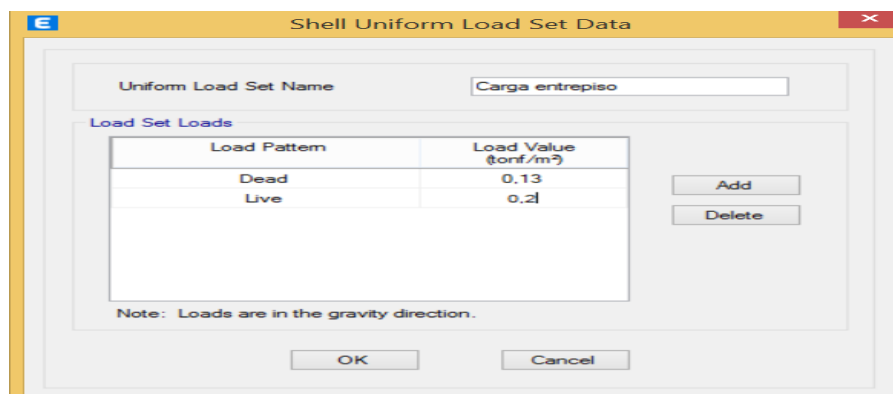 E
Shell Uniform Load Set Data
Uniform Load Set Name Carga entrepiso
Load Set Loads
Load Pattern Load Value (tonf/m²)
Dead 0,13
Live 0,2
Add
Delete
Note: Loads are in the gravity direction.
OK Cancel